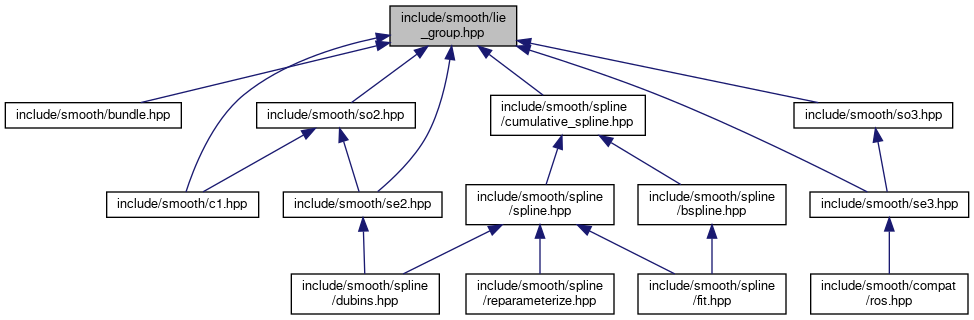 include/smooth/lie
_group.hpp
include/smooth/bundle.hpp
include/smooth/so2.hpp
include/smooth/spline
/cumulative_spline.hpp
include/smooth/so3.hpp
include/smooth/c1.hpp
include/smooth/se2.hpp
include/smooth/spline
/spline.hpp
include/smooth/spline
/bspline.hpp
include/smooth/se3.hpp
include/smooth/spline
/dubins.hpp
include/smooth/spline
/reparameterize.hpp
include/smooth/spline
/fit.hpp
include/smooth/compat
/ros.hpp